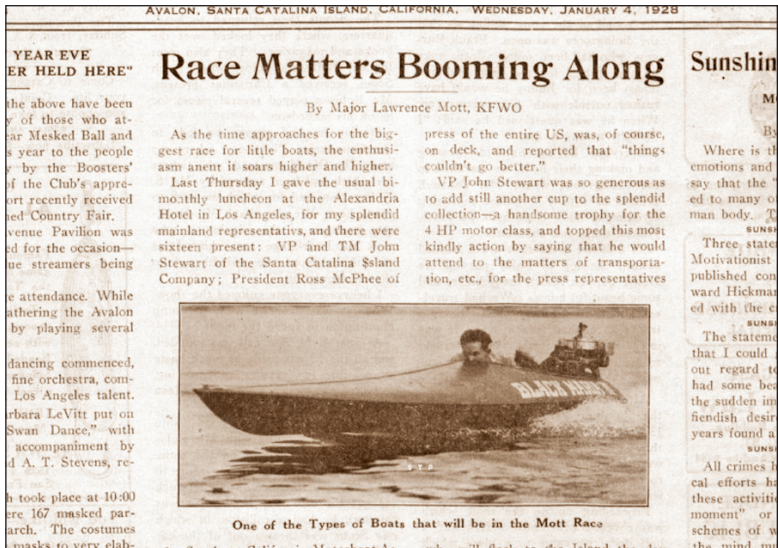 AVALON, SANTA CATALINA ISLAND, CALIFORNIA, WEDNESDAY, JANUARY 4, 1928
YEAR EVE
ER HELD HERE"
the above have been
of those who at-
ear Mesked Ball and
s year to the people
by the Boosters'
of the Club's appre-
ort recently received
ned Country Fair.
venue Pavilion was
ed for the occasion—
ue streamers being
e attendance. While
athering the Avalon
by playing several
dancing commenced,
fine orchestra, com-
Los Angeles talent.
rbara LeVitt put on
Swan Dance," with
accompaniment by
d A. T. Stevens, re-
h took place at 10:00
ere 167 masked par-
arch. The costumes
masks to very elab-
Race Matters Booming Along
By Major Lawrence Mott, KFWO
As the time approaches for the big-
gest race for little boats, the enthusi-
asm anent it soars higher and higher.
Last Thursday I gave the usual bi-
monthly luncheon at the Alexandria
Hotel in Los Angeles, for my splendid
mainland representativs, and there were
sixteen present: VP and TM John
Stewart of the Santa Catalina $sland
Company; President Ross McPhee of
press of the entire US, was, of course,
on deck, and reported that "things
couldn't go better."
VP John Stewart was so generous as
to add still another cup to the splendid
collection—a handsome trophy for the
4 HP motor class, and topped this most
kindly action by saying that he would
attend to the matters of transporta-
tion, etc., for the press representatives
BLACK
S T P
One of the Types of Boats that will be in the Mott Race
Sunshin
M
B
Where is th
emotions and
say that the "
ed to many o
man body. T
SUNS
Three state
Motivationist
published con
ward Hickman
ed with the c
SUNSI
The stateme
that I could
out regard to
had some bee
the sudden im
fiendish desir
years found a
SUNS
All crimes h
cal efforts ha
these activiti
moment" or
schemes of v
the mind mu